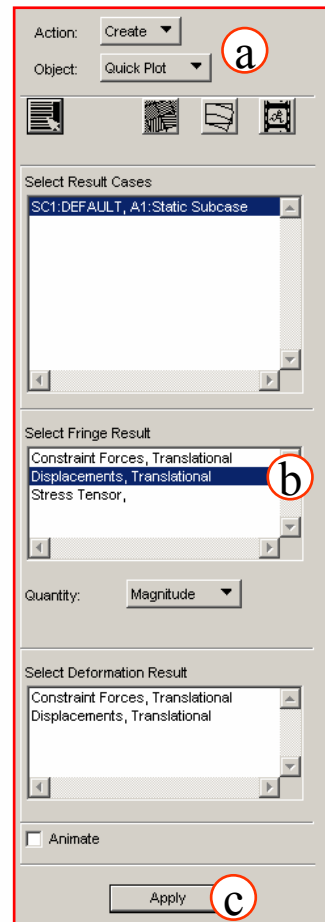 Action: Create
a
Object: Quick Plot
Select Result Cases
SC1:DEFAULT, A1:Static Subcase
Select Fringe Result
Constraint Forces, Translational
Displacements, Translational
b
Stress Tensor,
Quantity: Magnitude
Select Deformation Result
Constraint Forces, Translational
Displacements, Translational
Animate
Apply
c